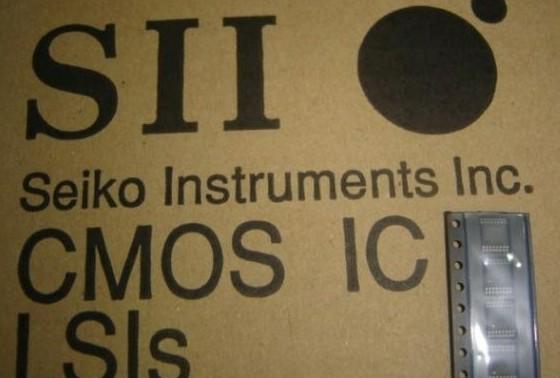 SII
Seiko Instruments Inc.
CMOS IC
LSIs